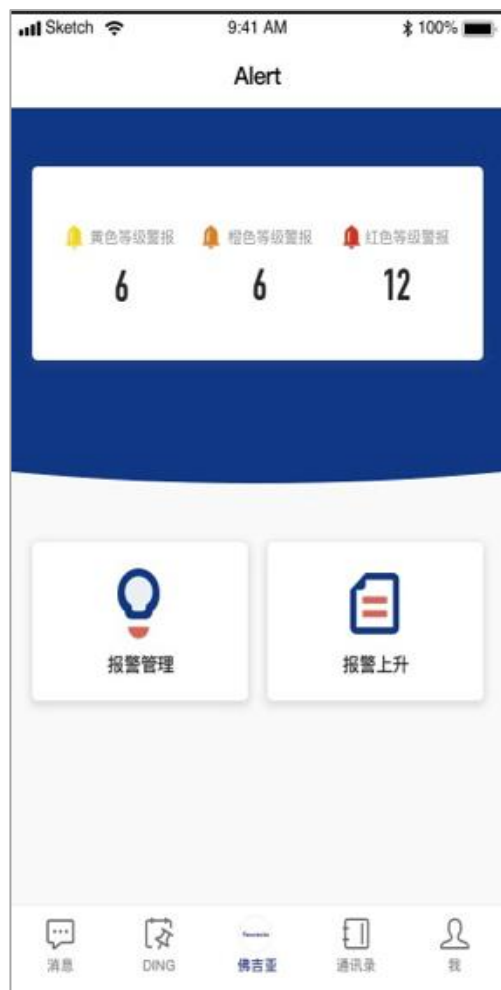 Sketch 9:41 AM 100%
Alert
黄色等级警报 橙色等级警报 红色等级警报
6 6 12
报警管理 报警上升
消息 DING 佛吉亚 通讯录 我